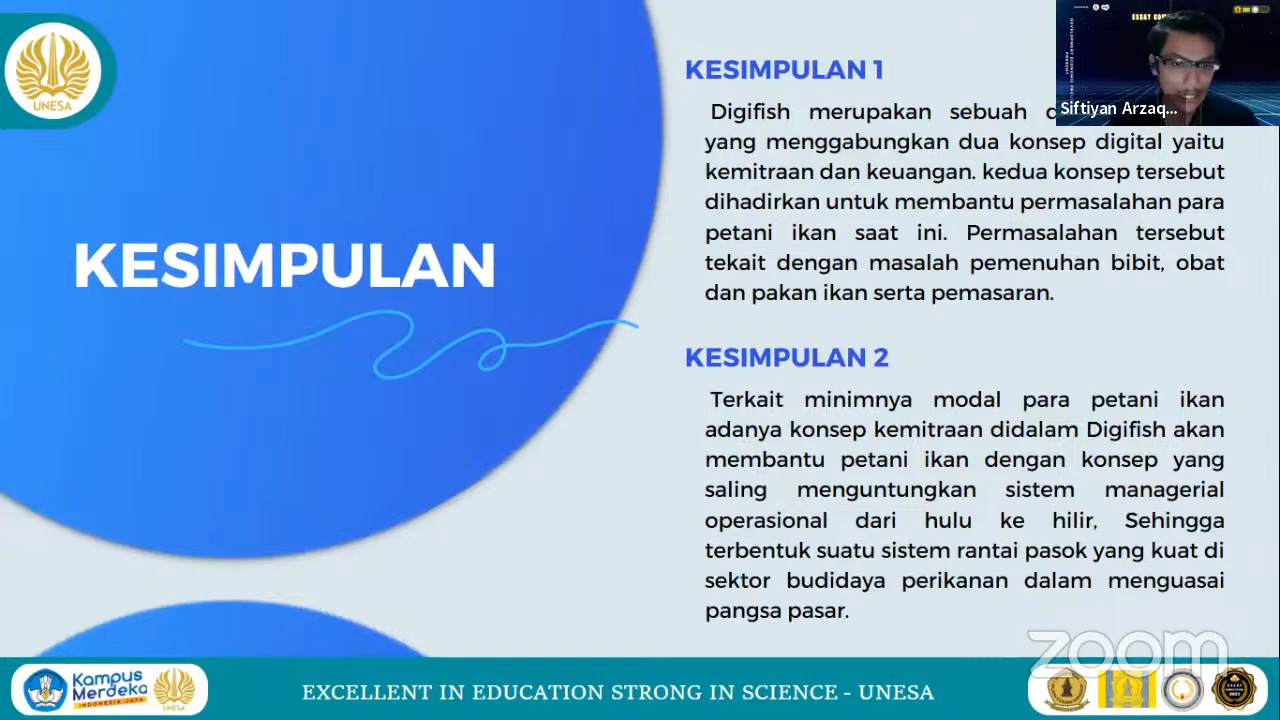 UNESA
KESIMPULAN
KESIMPULAN 1
Digifish merupakan sebuah
yang menggabungkan dua konsep digital yaitu
kemitraan dan keuangan. kedua konsep tersebut
dihadirkan untuk membantu permasalahan para
petani ikan saat ini. Permasalahan tersebut
tekait dengan masalah pemenuhan bibit, obat
dan pakan ikan serta pemasaran.
KESIMPULAN 2
Terkait minimnya modal para petani ikan
adanya konsep kemitraan didalam Digifish akan
membantu petani ikan dengan konsep yang
saling menguntungkan sistem managerial
operasional dari hulu ke hilir, Sehingga
terbentuk suatu sistem rantai pasok yang kuat di
sektor budidaya perikanan dalam menguasai
pangsa pasar.
ESSAY COM
DEVELOPMENT ECONOMIC
PRESENT
Siftiyan Arzaq...
zoom
Kampus
Merdeka
INDONESIA JAYA
UNESA
EXCELLENT IN EDUCATION STRONG IN SCIENCE - UNESA